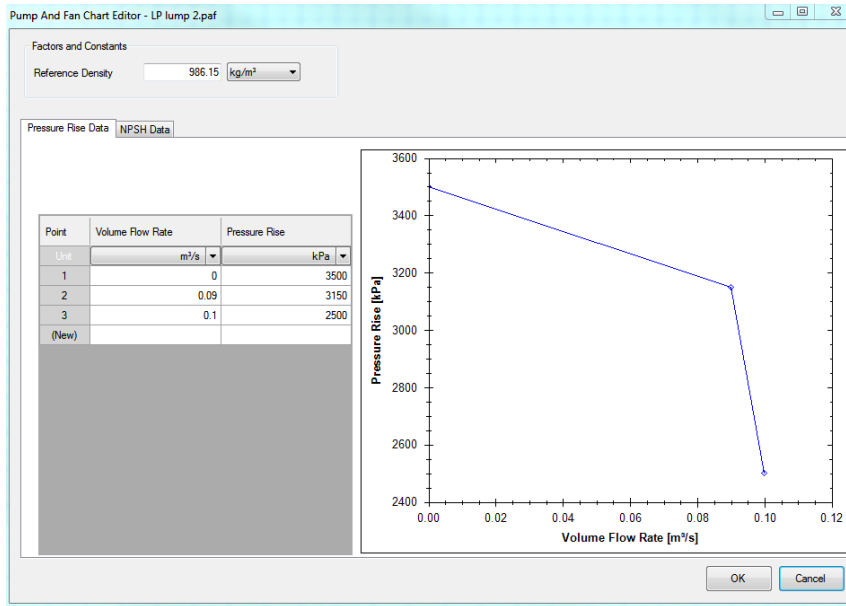 Pump And Fan Chart Editor - LP lump 2.paf
Factors and Constants
Reference Density 986.15 kg/m³
Pressure Rise Data NPSH Data
Point Volume Flow Rate Pressure Rise
Unit m³/s kPa
1 0 3500
2 0.09 3150
3 0.1 2500
(New)
3600
3400
3200
3000
2800
2600
2400
Pressure Rise [kPa]
0.00 0.02 0.04 0.06 0.08 0.10 0.12
Volume Flow Rate [m³/s]
OK Cancel